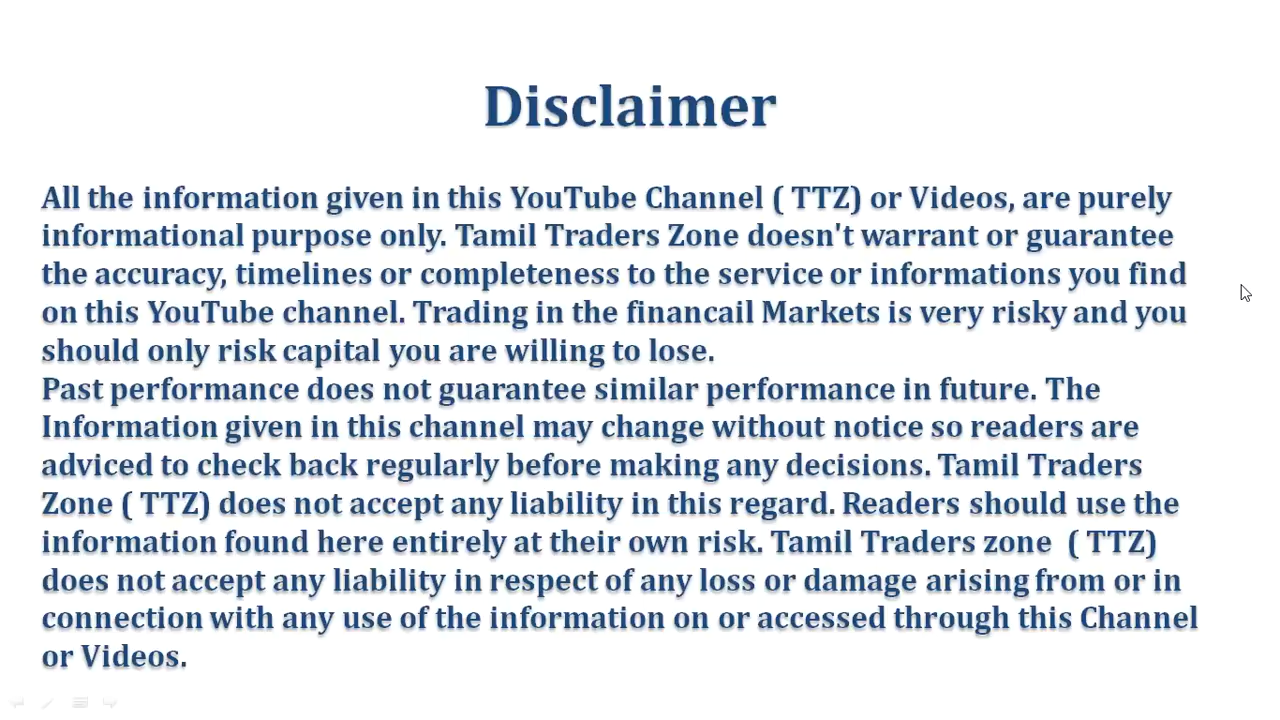 Disclaimer
All the information given in this YouTube Channel ( TTZ) or Videos, are purely
informational purpose only. Tamil Traders Zone doesn't warrant or guarantee
the accuracy, timelines or completeness to the service or informations you find
on this YouTube channel. Trading in the financail Markets is very risky and you
should only risk capital you are willing to lose.
Past performance does not guarantee similar performance in future. The
Information given in this channel may change without notice so readers are
adviced to check back regularly before making any decisions. Tamil Traders
Zone ( TTZ) does not accept any liability in this regard. Readers should use the
information found here entirely at their own risk. Tamil Traders zone  ( TTZ)
does not accept any liability in respect of any loss or damage arising from or in
connection with any use of the information on or accessed through this Channel
or Videos.